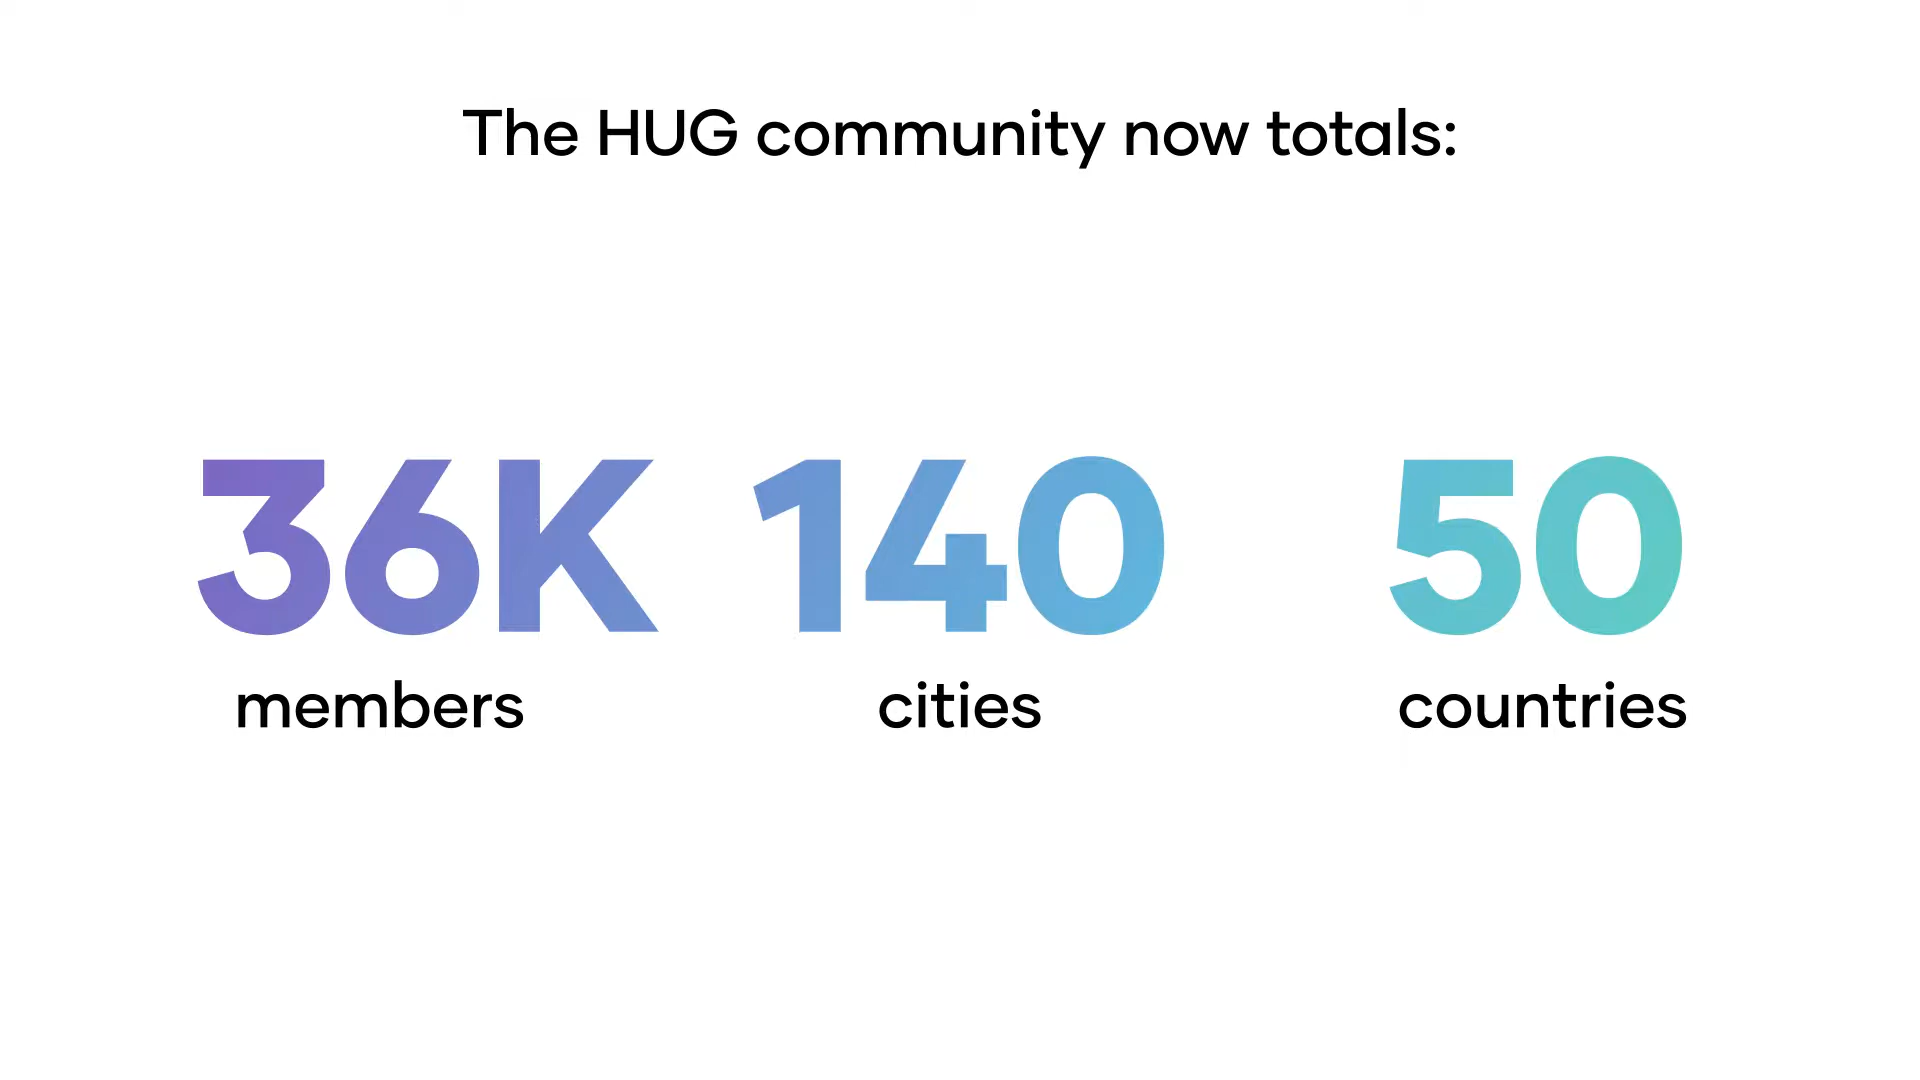 The HUG community now totals:
36K 140 50
members cities countries